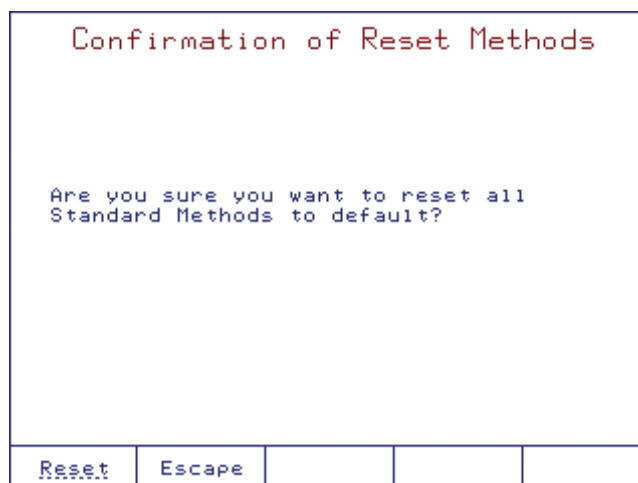 Confirmation of Reset Methods
Are you sure you want to reset all
Standard Methods to default?
Reset Escape